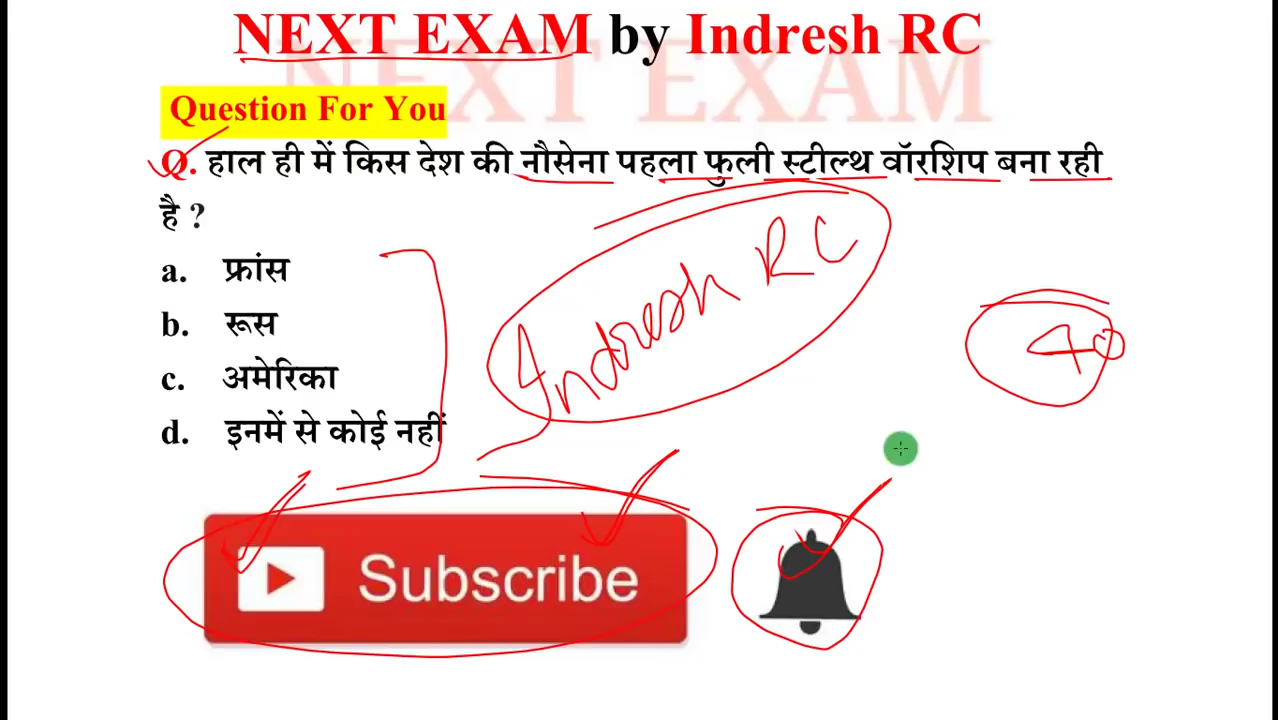 NEXT EXAM by Indresh RC
NEXT EXAM
Question For You
Q. हाल ही में किस देश की नौसेना पहला फुली स्टील्थ वॉरशिप बना रही
है ?
a. फ्रांस
b. रूस
c. अमेरिका
d. इनमें से कोई नहीं
Indresh RC
40
Subscribe